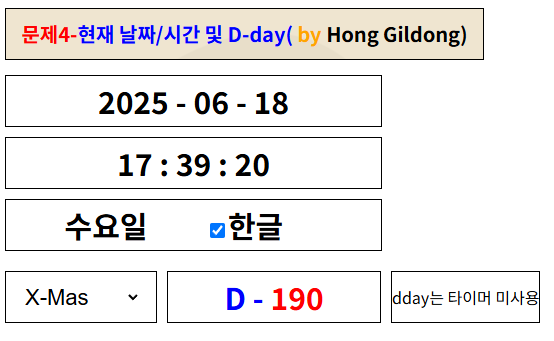 문제4-현재 날짜/시간 및 D-day( by Hong Gildong)
2025 - 06 - 18
17 : 39 : 20
수요일 한글
X-Mas D - 190 dday는 타이머 미사용